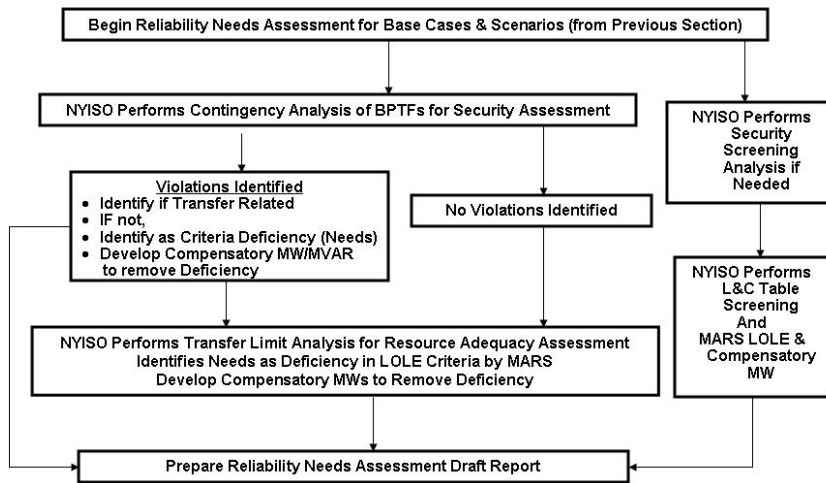 Begin Reliability Needs Assessment for Base Cases & Scenarios (from Previous Section)
NYISO Performs Contingency Analysis of BPTFs for Security Assessment
NYISO Performs
Security
Screening
Analysis if
Needed
Violations Identified
• Identify if Transfer Related
• IF not,
• Identify as Criteria Deficiency (Needs)
• Develop Compensatory MW/MVAR
to remove Deficiency
No Violations Identified
NYISO Performs
L&C Table
Screening
And
MARS LOLE &
Compensatory
MW
NYISO Performs Transfer Limit Analysis for Resource Adequacy Assessment
Identifies Needs as Deficiency in LOLE Criteria by MARS
Develop Compensatory MWs to Remove Deficiency
Prepare Reliability Needs Assessment Draft Report